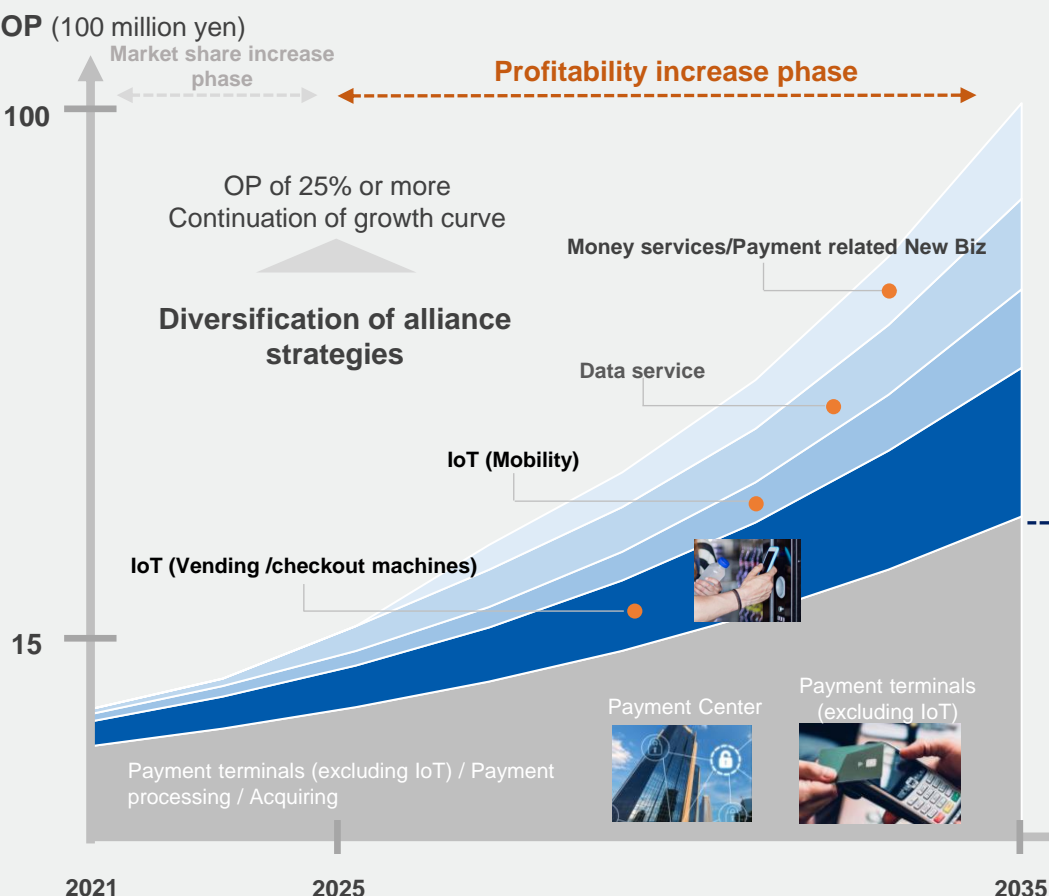 OP (100 million yen)
Market share increase
phase
Profitability increase phase
100
OP of 25% or more
Continuation of growth curve
Money services/Payment related New Biz
Diversification of alliance
strategies
Data service
IoT (Mobility)
IoT (Vending /checkout machines)
15
Payment Center
Payment terminals
(excluding IoT)
Payment terminals (excluding IoT) / Payment
processing / Acquiring
2021
2025
2035